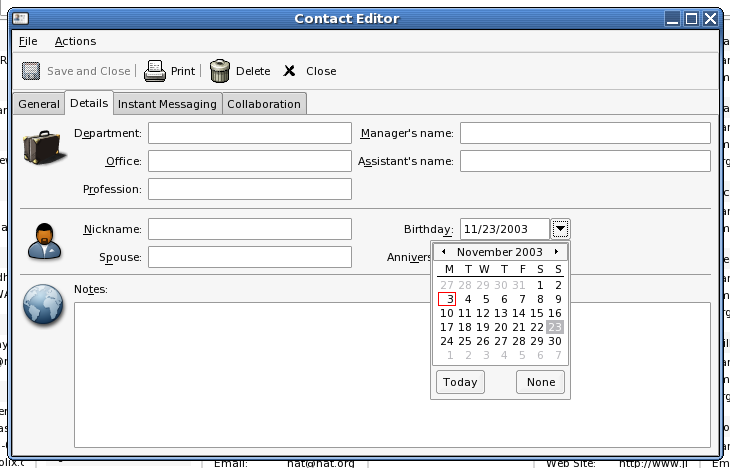 Contact Editor
File Actions
Save and Close Print Delete Close
General Details Instant Messaging Collaboration
Department: Manager's name:
Office: Assistant's name:
Profession:
Nickname: Birthday: 11/23/2003
Spouse: Annivers
November 2003
M T W T F S S
27 28 29 30 31 1 2
3 4 5 6 7 8 9
10 11 12 13 14 15 16
17 18 19 20 21 22 23
24 25 26 27 28 29 30
1 2 3 4 5 6 7
Today None
Notes:
Email: nat@nat.org Web Site: http://www.